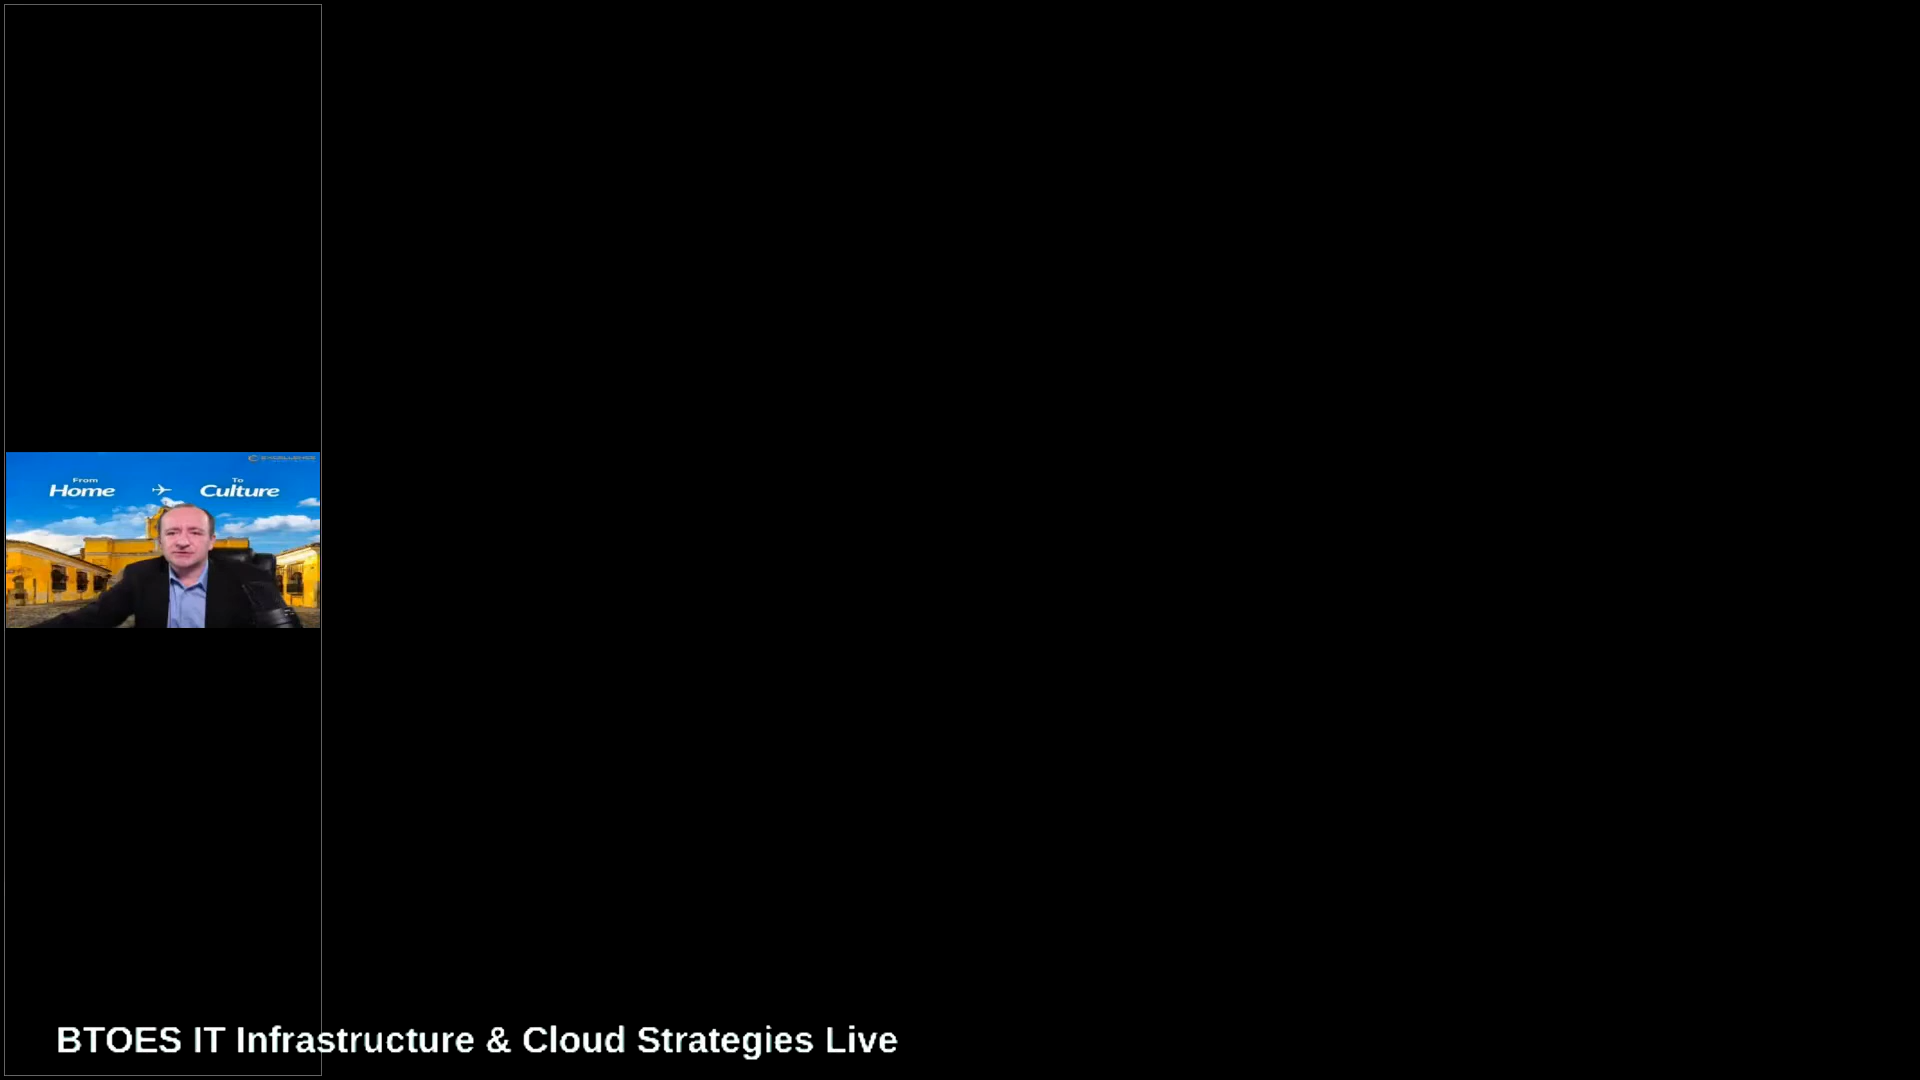 From To
Home Culture
BTOES IT Infrastructure & Cloud Strategies Live